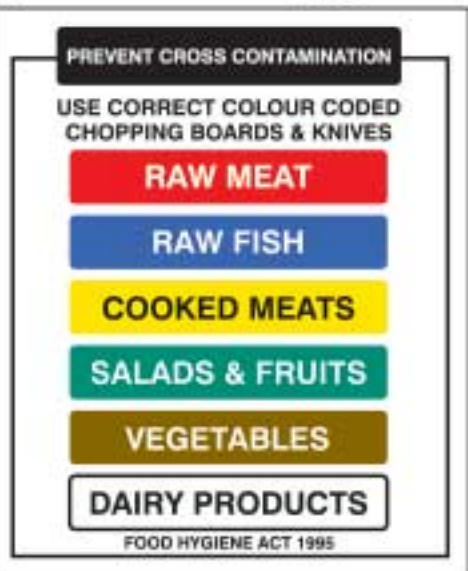 PREVENT CROSS CONTAMINATION
USE CORRECT COLOUR CODED
CHOPPING BOARDS & KNIVES
RAW MEAT
RAW FISH
COOKED MEATS
SALADS & FRUITS
VEGETABLES
DAIRY PRODUCTS
FOOD HYGIENE ACT 1995